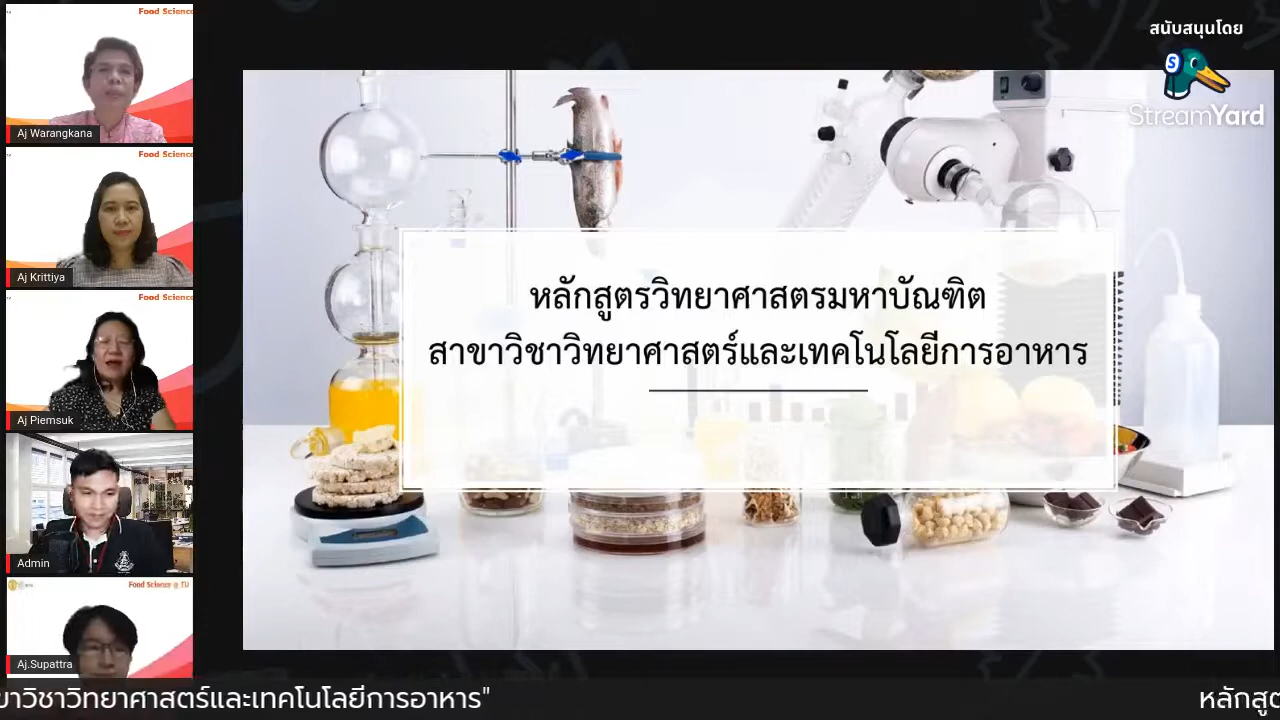 Food Science
Aj Warangkana
Food Science
Aj Krittiya
Food Science
Aj Piemsuk
Admin
Food Science @ TU
Aj.Supattra
หลักสูตรวิทยาศาสตรมหาบัณฑิต
สาขาวิชาวิทยาศาสตร์และเทคโนโลยีการอาหาร
สนับสนุนโดย
S
StreamYard
ขาวิชาวิทยาศาสตร์และเทคโนโลยีการอาหาร"
หลักสูต